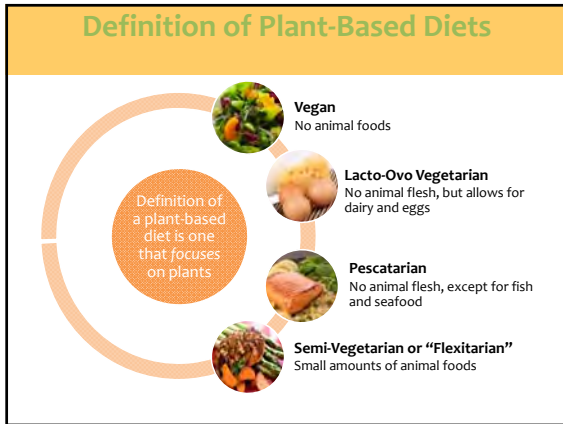 Definition of Plant-Based Diets
Definition of
a plant-based
diet is one
that focuses
on plants
Vegan
No animal foods
Lacto-Ovo Vegetarian
No animal flesh, but allows for
dairy and eggs
Pescatarian
No animal flesh, except for fish
and seafood
Semi-Vegetarian or “Flexitarian”
Small amounts of animal foods